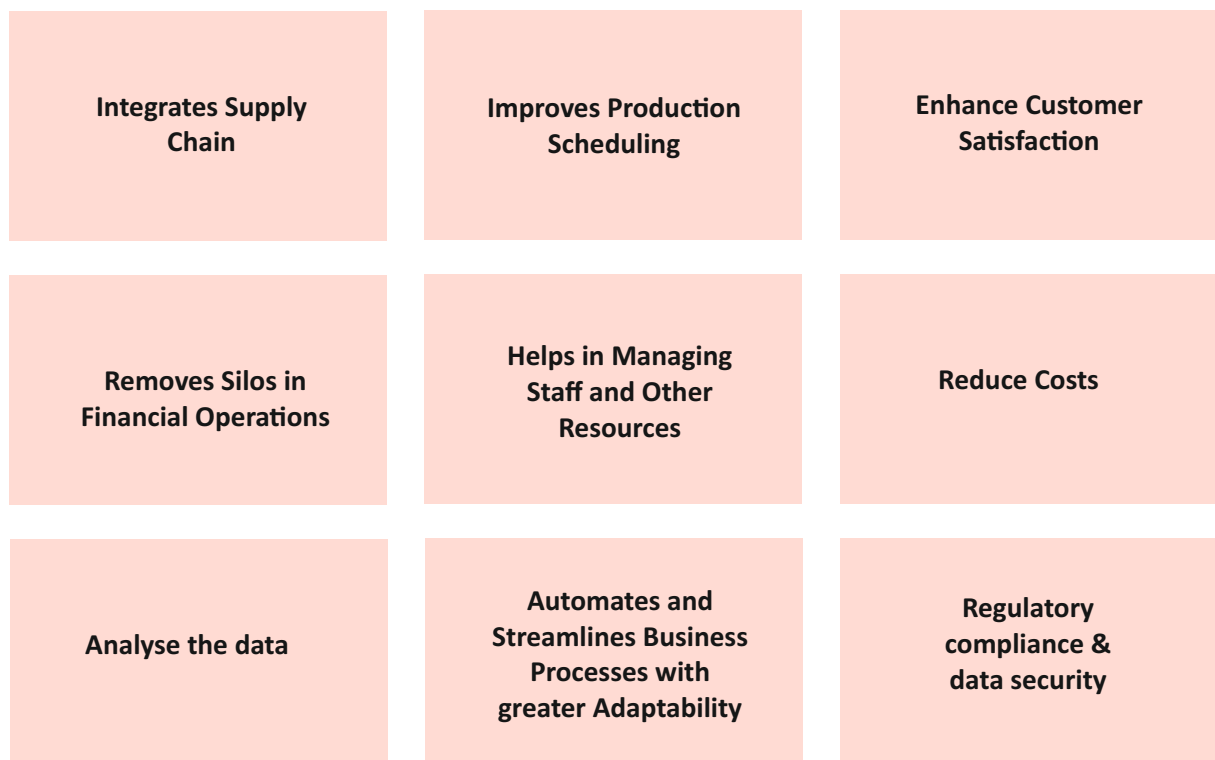 Integrates Supply
Chain
Improves Production
Scheduling
Enhance Customer
Satisfaction
Removes Silos in
Financial Operations
Helps in Managing
Staff and Other
Resources
Reduce Costs
Analyse the data
Automates and
Streamlines Business
Processes with
greater Adaptability
Regulatory
compliance &
data security